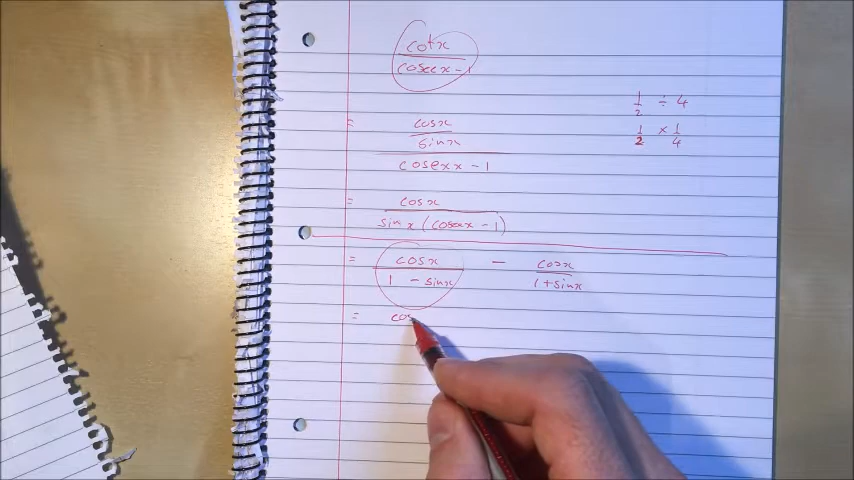 cotx
cosecx - 1
1/2 ÷ 4
= cosx
sinx
cosecx - 1
1/2 × 1/4
= cosx
sinx (cosecx - 1)
= cosx / 1 - sinx - cosx / 1 + sinx
= cos